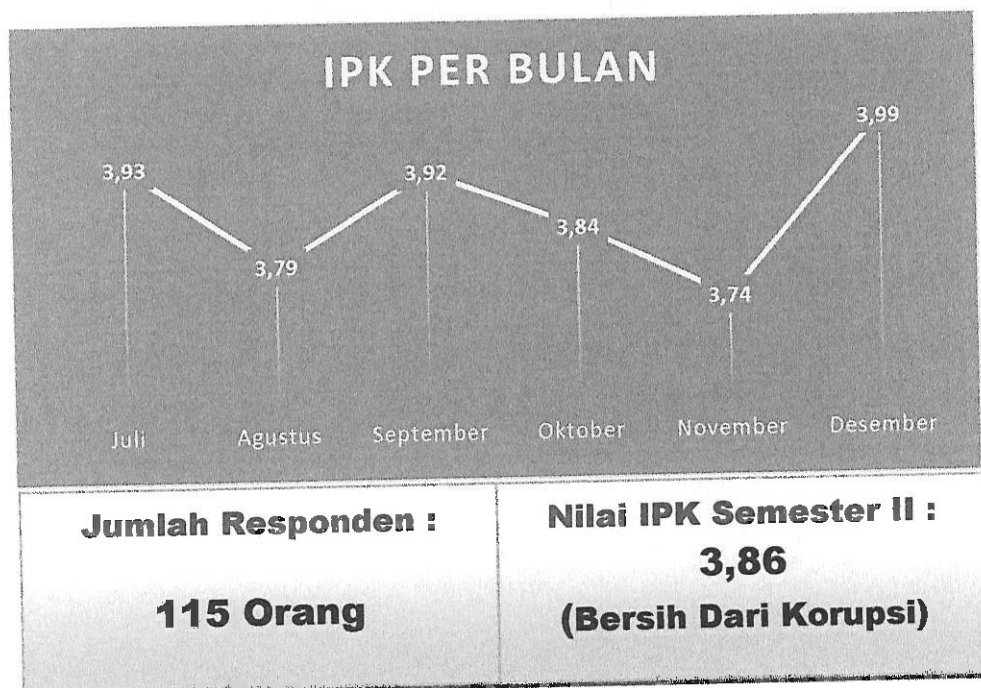 IPK PER BULAN
3,93
3,79
3,92
3,84
3,74
3,99
Juli
Agustus
September
Oktober
November
Desember
Jumlah Responden :
115 Orang
Nilai IPK Semester II :
3,86
(Bersih Dari Korupsi)